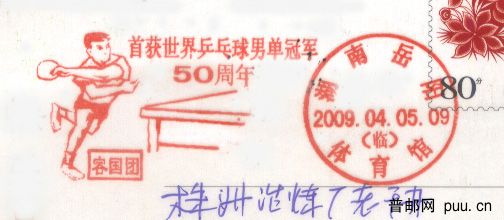 首获世界乒乓球男单冠军
50周年
容国团
湖南岳阳
2009.04.05.09
(临)
体育馆
80分
株洲
普邮网 puu.cn